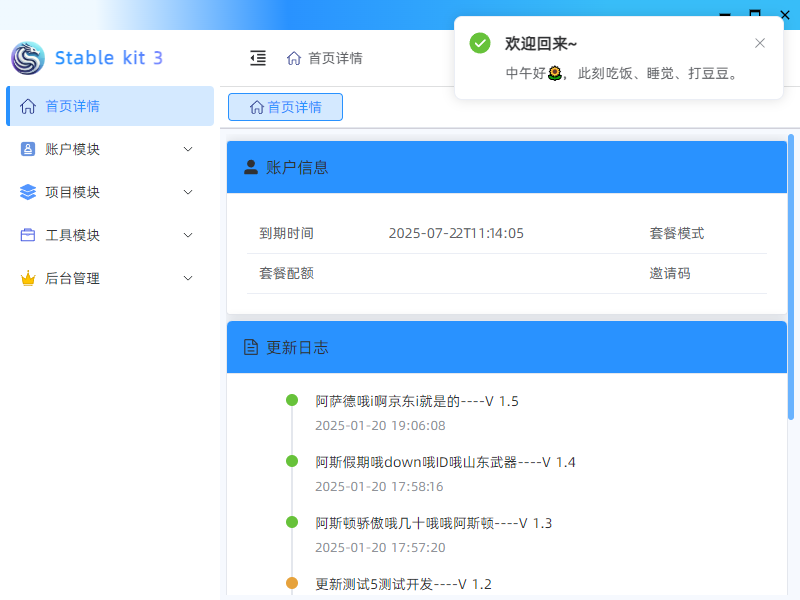 Stable kit 3
首页详情
欢迎回来~
中午好🌻，此刻吃饭、睡觉、打豆豆。
首页详情
首页详情
账户模块
项目模块
工具模块
后台管理
账户信息
到期时间 2025-07-22T11:14:05 套餐模式
套餐配额 邀请码
更新日志
阿萨德哦i啊京东i就是的----V 1.5
2025-01-20 19:06:08
阿斯假期哦down哦ID哦山东武器----V 1.4
2025-01-20 17:58:16
阿斯顿骄傲哦几十哦哦阿斯顿----V 1.3
2025-01-20 17:57:20
更新测试5测试开发----V 1.2